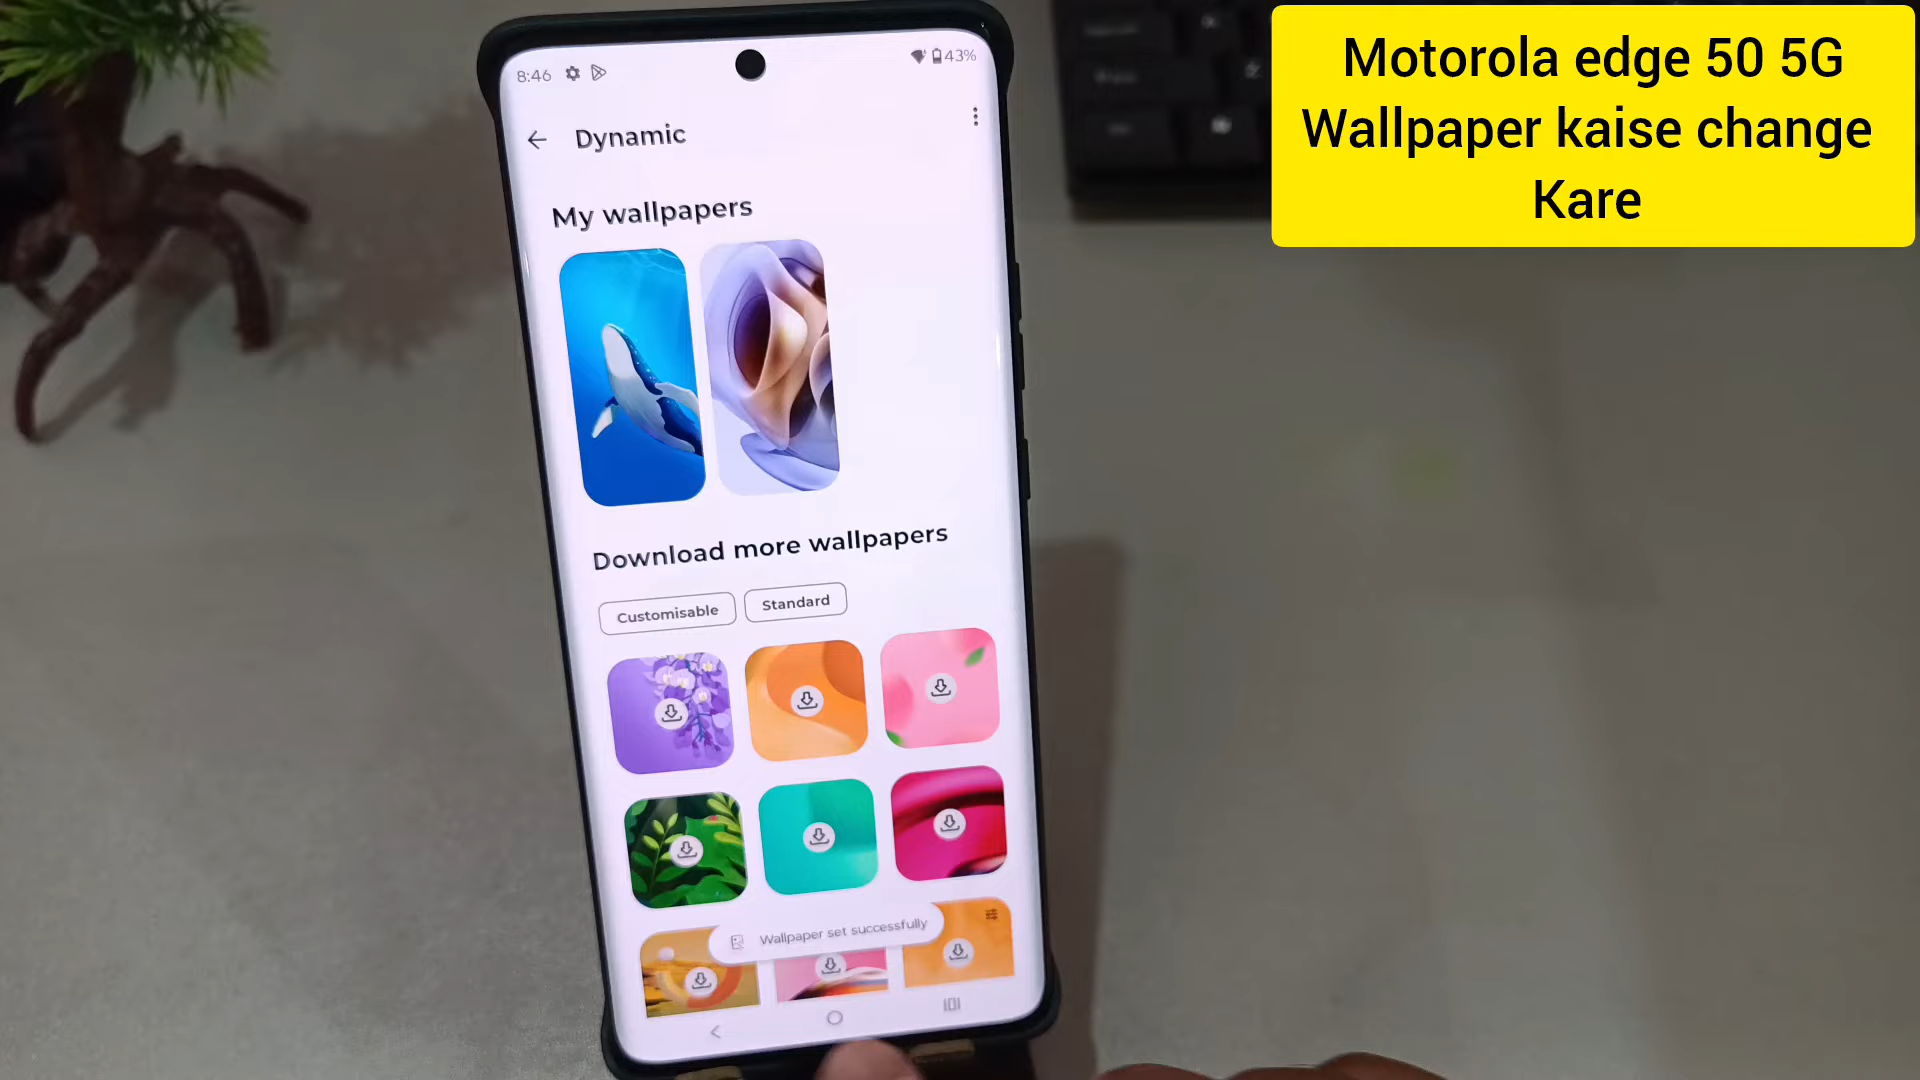 Motorola edge 50 5G
Wallpaper kaise change
Kare
8:46
43%
Dynamic
My wallpapers
Download more wallpapers
Customisable
Standard
Wallpaper set successfully